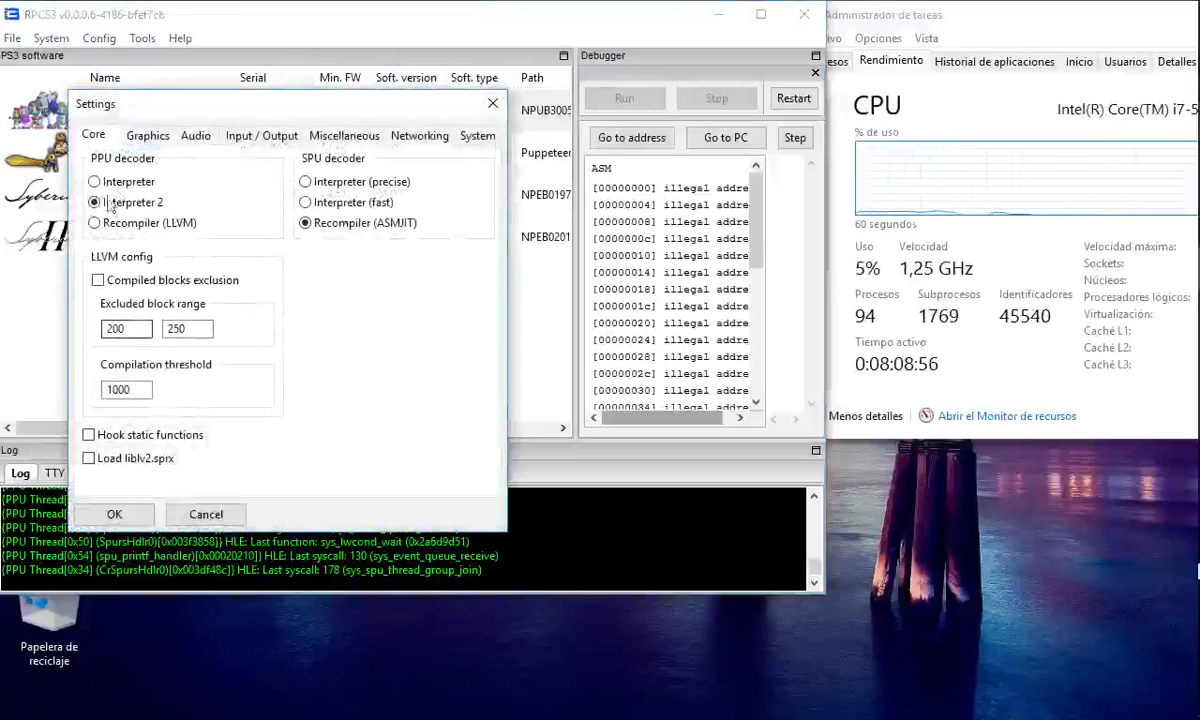 RPCS3 v0.0.0.6-4186-bfef7cb
File System Config Tools Help
PS3 software
Name Serial Min. FW Soft. version Soft. type Path
NPUB3005
Puppeteer
NPEB0197
NPEB0201
Settings
Core Graphics Audio Input / Output Miscellaneous Networking System
PPU decoder
Interpreter
Interpreter 2
Recompiler (LLVM)
SPU decoder
Interpreter (precise)
Interpreter (fast)
Recompiler (ASMJIT)
LLVM config
Compiled blocks exclusion
Excluded block range
200 250
Compilation threshold
1000
Hook static functions
Load liblv2.sprx
OK Cancel
Debugger
Run Stop Restart
Go to address Go to PC Step
ASM
[00000000] illegal addre
[00000004] illegal addre
[00000008] illegal addre
[0000000c] illegal addre
[00000010] illegal addre
[00000014] illegal addre
[00000018] illegal addre
[0000001c] illegal addre
[00000020] illegal addre
[00000024] illegal addre
[00000028] illegal addre
[0000002c] illegal addre
[00000030] illegal addre
[00000034] illegal addre
Log
Log TTY
{PPU Thread[
{PPU Thread[
{PPU Thread[
{PPU Thread[0x50] (SpursHdlr0)[0x003f3858]} HLE: Last function: sys_lwcond_wait (0x2a6d9d51)
{PPU Thread[0x54] (spu_printf_handler)[0x00020210]} HLE: Last syscall: 130 (sys_event_queue_receive)
{PPU Thread[0x34] (CrSpursHdlr0)[0x003df48c]} HLE: Last syscall: 178 (sys_spu_thread_group_join)
Administrador de tareas
ivo Opciones Vista
esos Rendimiento Historial de aplicaciones Inicio Usuarios Detalles
CPU
Intel(R) Core(TM) i7-5
% de uso
60 segundos
Uso Velocidad
5% 1,25 GHz
Procesos Subprocesos Identificadores
94 1769 45540
Tiempo activo
0:08:08:56
Velocidad máxima:
Sockets:
Núcleos:
Procesadores lógicos:
Virtualización:
Caché L1:
Caché L2:
Caché L3:
Menos detalles Abrir el Monitor de recursos
Papelera de
reciclaje